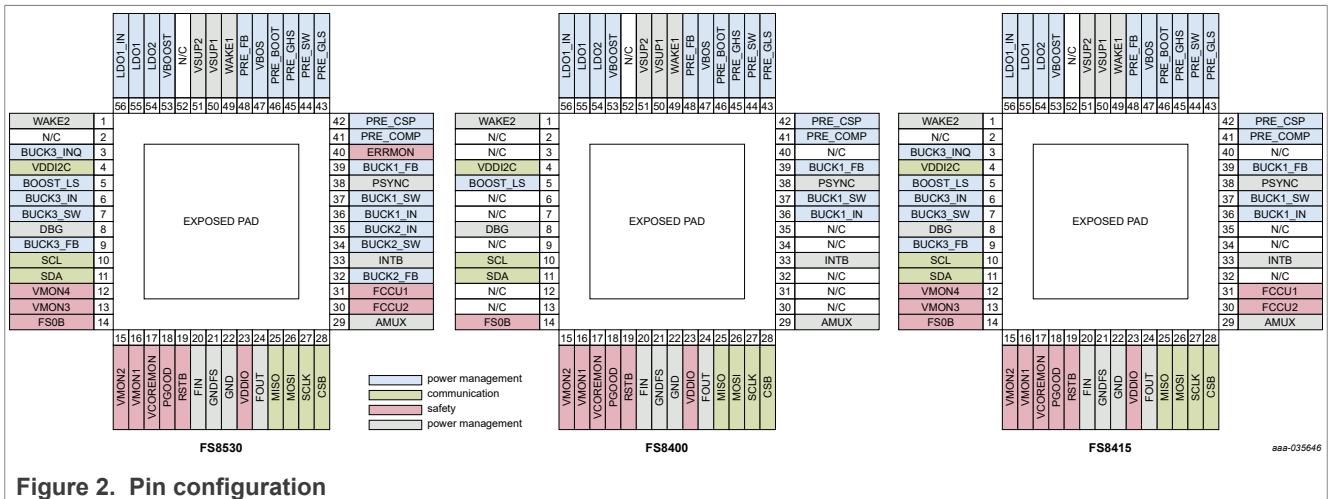 LDO1_IN
LDO1
LDO2
VBOOST
N/C
VSUP2
VSUP1
WAKE1
PRE_FB
VBOS
PRE_BOOT
PRE_GHS
PRE_SW
PRE_GLS
56 55 54 53 52 51 50 49 48 47 46 45 44 43
WAKE2 1
N/C 2
BUCK3_INQ 3
VDDI2C 4
BOOST_LS 5
BUCK3_IN 6
BUCK3_SW 7
DBG 8
BUCK3_FB 9
SCL 10
SDA 11
VMON4 12
VMON3 13
FS0B 14
EXPOSED PAD
42 PRE_CSP
41 PRE_COMP
40 ERRMON
39 BUCK1_FB
38 PSYNC
37 BUCK1_SW
36 BUCK1_IN
35 BUCK2_IN
34 BUCK2_SW
33 INTB
32 BUCK2_FB
31 FCCU1
30 FCCU2
29 AMUX
15 16 17 18 19 20 21 22 23 24 25 26 27 28
VMON2
VMON1
VCOREMON
PGOOD
RSTB
FIN
GNDFS
GND
VDDIO
FOUT
MISO
MOSI
SCLK
CSB
FS8530
LDO1_IN
LDO1
LDO2
VBOOST
N/C
VSUP2
VSUP1
WAKE1
PRE_FB
VBOS
PRE_BOOT
PRE_GHS
PRE_SW
PRE_GLS
56 55 54 53 52 51 50 49 48 47 46 45 44 43
WAKE2 1
N/C 2
N/C 3
VDDI2C 4
BOOST_LS 5
N/C 6
N/C 7
DBG 8
N/C 9
SCL 10
SDA 11
N/C 12
N/C 13
FS0B 14
EXPOSED PAD
42 PRE_CSP
41 PRE_COMP
40 N/C
39 BUCK1_FB
38 PSYNC
37 BUCK1_SW
36 BUCK1_IN
35 N/C
34 N/C
33 INTB
32 N/C
31 N/C
30 N/C
29 AMUX
15 16 17 18 19 20 21 22 23 24 25 26 27 28
VMON2
VMON1
VCOREMON
PGOOD
RSTB
FIN
GNDFS
GND
VDDIO
FOUT
MISO
MOSI
SCLK
CSB
power management
communication
safety
power management
FS8400
LDO1_IN
LDO1
LDO2
VBOOST
N/C
VSUP2
VSUP1
WAKE1
PRE_FB
VBOS
PRE_BOOT
PRE_GHS
PRE_SW
PRE_GLS
56 55 54 53 52 51 50 49 48 47 46 45 44 43
WAKE2 1
N/C 2
BUCK3_INQ 3
VDDI2C 4
BOOST_LS 5
BUCK3_IN 6
BUCK3_SW 7
DBG 8
BUCK3_FB 9
SCL 10
SDA 11
VMON4 12
VMON3 13
FS0B 14
EXPOSED PAD
42 PRE_CSP
41 PRE_COMP
40 N/C
39 BUCK1_FB
38 PSYNC
37 BUCK1_SW
36 BUCK1_IN
35 N/C
34 N/C
33 INTB
32 N/C
31 FCCU1
30 FCCU2
29 AMUX
15 16 17 18 19 20 21 22 23 24 25 26 27 28
VMON2
VMON1
VCOREMON
PGOOD
RSTB
FIN
GNDFS
GND
VDDIO
FOUT
MISO
MOSI
SCLK
CSB
FS8415
aaa-035646
Figure 2. Pin configuration